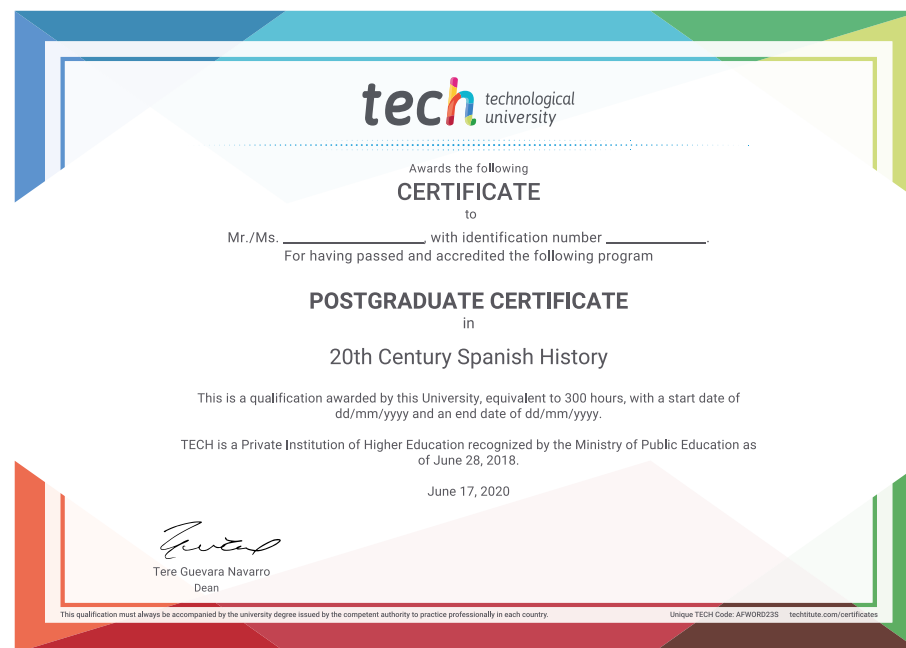 tech technological
university
Awards the following
CERTIFICATE
to
Mr./Ms. ____________________, with identification number ______________.
For having passed and accredited the following program
POSTGRADUATE CERTIFICATE
in
20th Century Spanish History
This is a qualification awarded by this University, equivalent to 300 hours, with a start date of
dd/mm/yyyy and an end date of dd/mm/yyyy.
TECH is a Private Institution of Higher Education recognized by the Ministry of Public Education as
of June 28, 2018.
June 17, 2020
Tere Guevara Navarro
Dean
This qualification must always be accompanied by the university degree issued by the competent authority to practice professionally in each country. Unique TECH Code: AFWORD23S techtitute.com/certificates